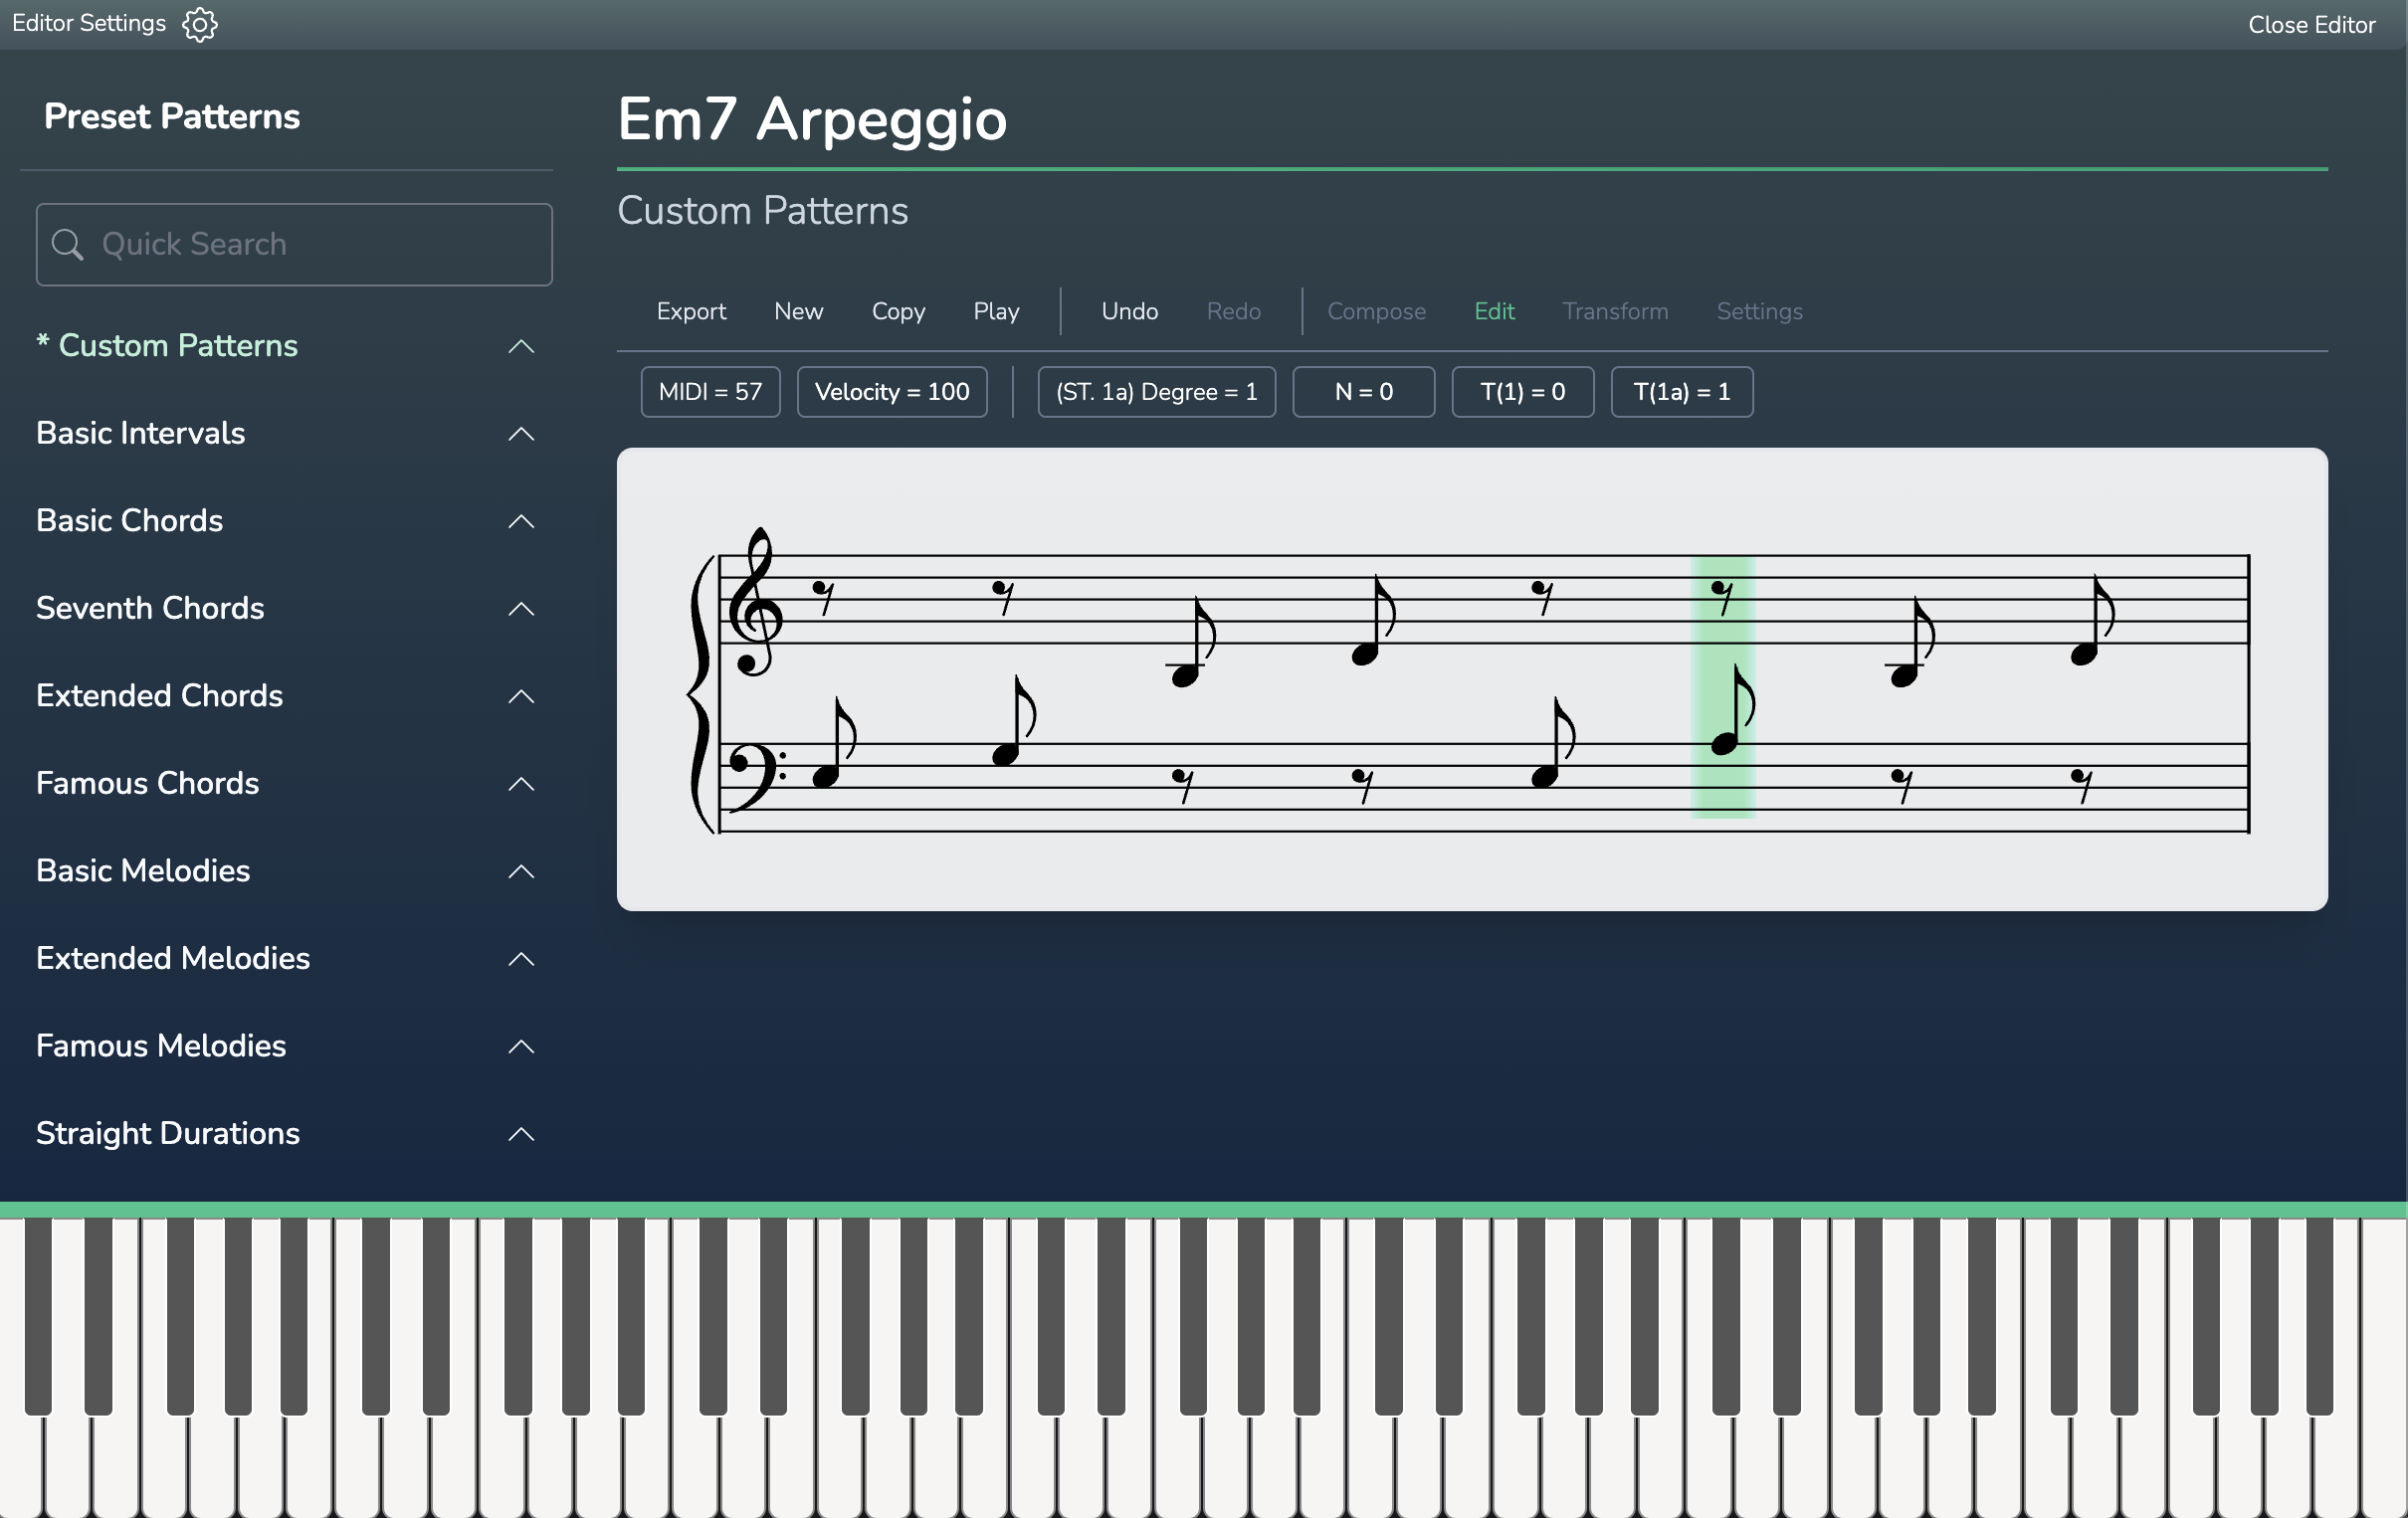 Editor Settings
Close Editor
Preset Patterns
Quick Search
* Custom Patterns
Basic Intervals
Basic Chords
Seventh Chords
Extended Chords
Famous Chords
Basic Melodies
Extended Melodies
Famous Melodies
Straight Durations
Em7 Arpeggio
Custom Patterns
Export New Copy Play Undo Redo Compose Edit Transform Settings
MIDI = 57 Velocity = 100 (ST. 1a) Degree = 1 N = 0 T(1) = 0 T(1a) = 1